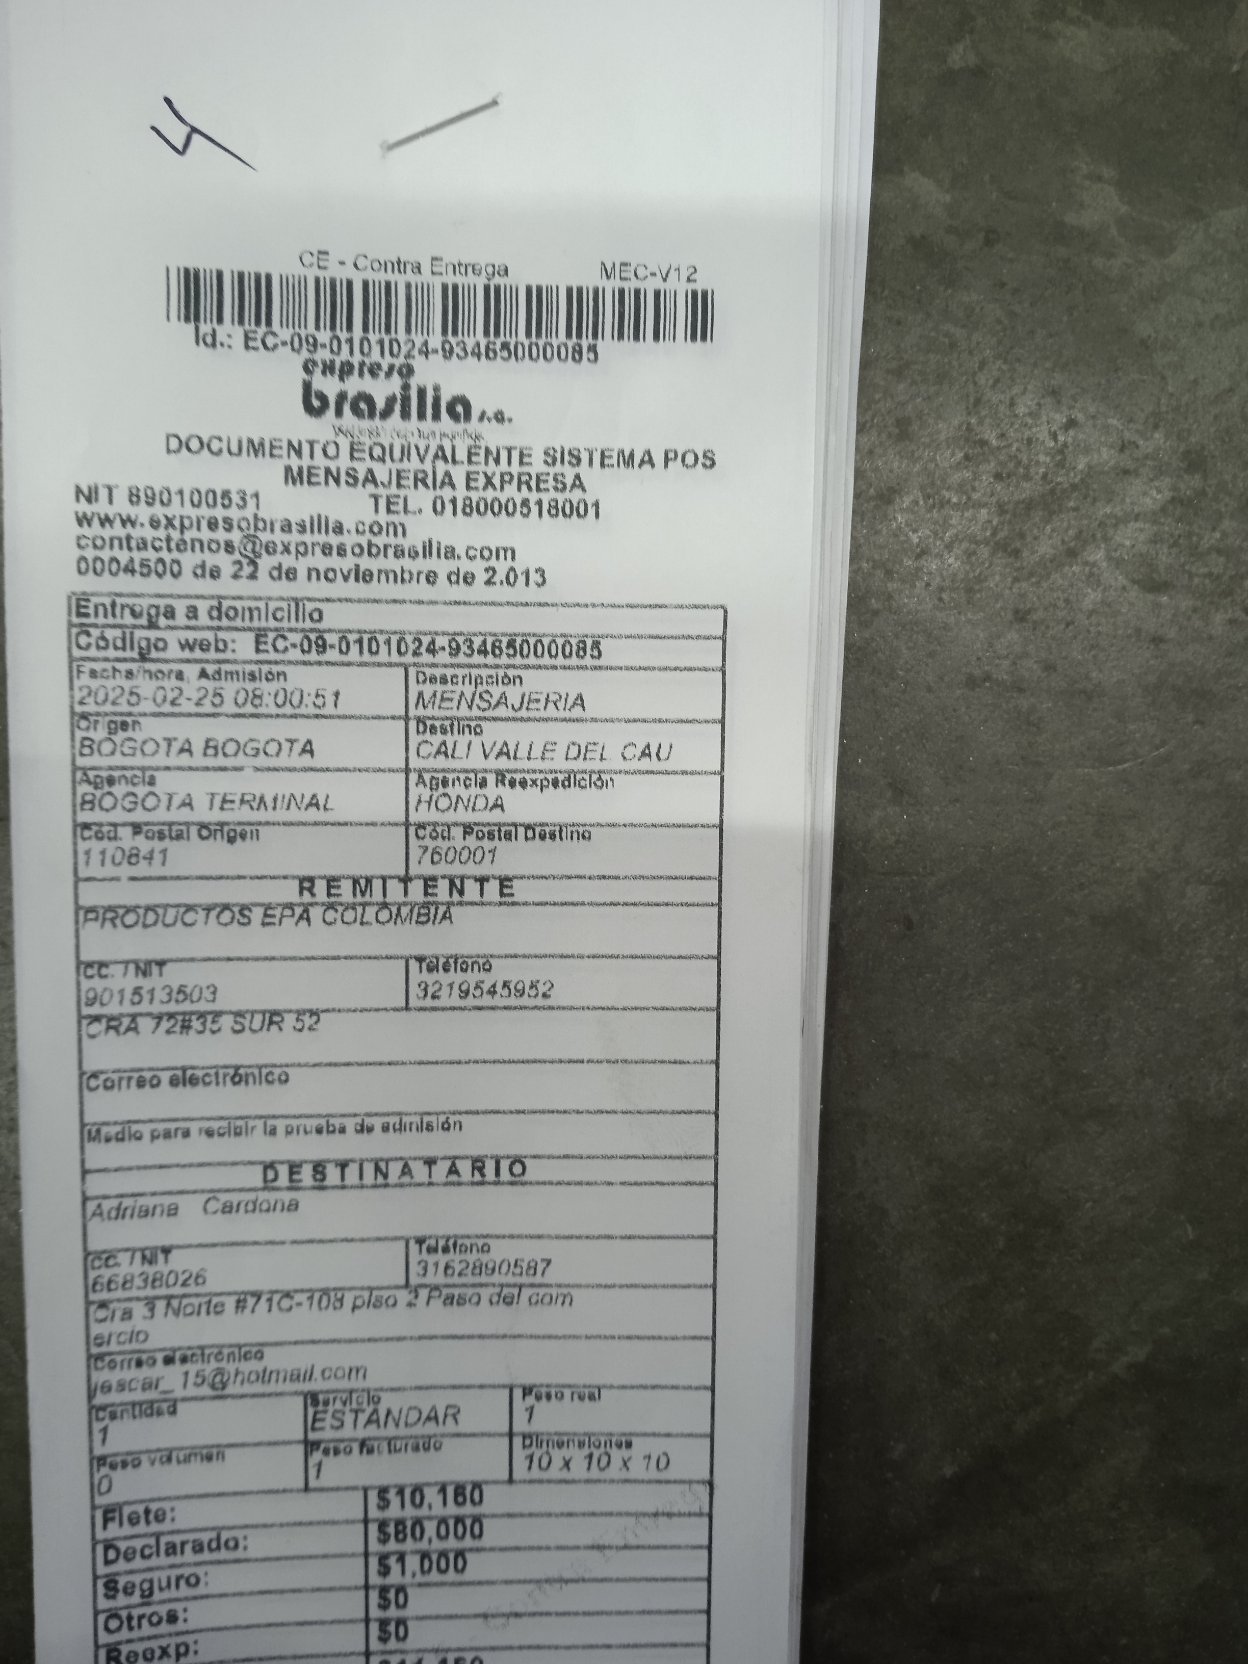 4
CE - Contra Entrega MEC-V12
Id.: EC-09-0101024-93465000085
expreso
brasilia s.a.
DOCUMENTO EQUIVALENTE SISTEMA POS
MENSAJERÍA EXPRESA
NIT 890100531 TEL. 018000518001
www.expresobrasilia.com
contactenos@expresobrasilia.com
0004500 de 22 de noviembre de 2.013
Entrega a domicilio
Código web: EC-09-0101024-93465000085
Fecha/hora, Admisión Descripción
2025-02-25 08:00:51 MENSAJERIA
Origen Destino
BOGOTA BOGOTA CALI VALLE DEL CAU
Agencia Agencia Reexpedición
BOGOTA TERMINAL HONDA
Cód. Postal Origen Cód. Postal Destino
110841 760001
REMITENTE
PRODUCTOS EPA COLOMBIA
CC. / NIT Teléfono
901513503 3219545952
CRA 72#35 SUR 52
Correo electrónico
Medio para recibir la prueba de admisión
DESTINATARIO
Adriana Cardona
CC. / NIT Teléfono
66838026 3162890587
Cra 3 Norte #71C-108 piso 2 Paso del com
ercio
Correo electrónico
jescar_15@hotmail.com
Cantidad Servicio Peso real
1 ESTANDAR 1
Peso volumen Peso facturado Dimensiones
0 1 10 x 10 x 10
Flete: $10,160
Declarado: $80,000
Seguro: $1,000
Otros: $0
Reexp: $0